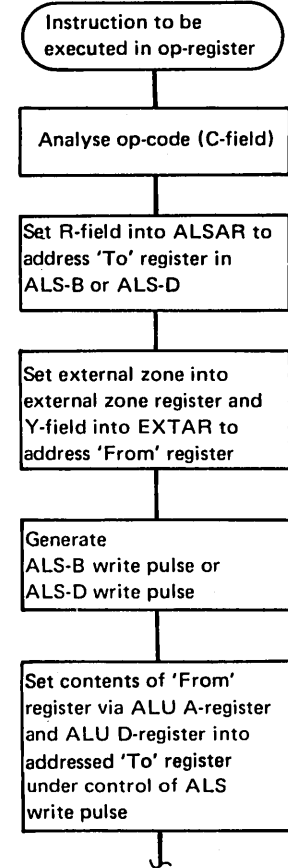 Instruction to be
executed in op-register
Analyse op-code (C-field)
Set R-field into ALSAR to
address 'To' register in
ALS-B or ALS-D
Set external zone into
external zone register and
Y-field into EXTAR to
address 'From' register
Generate
ALS-B write pulse or
ALS-D write pulse
Set contents of 'From'
register via ALU A-register
and ALU D-register into
addressed 'To' register
under control of ALS
write pulse